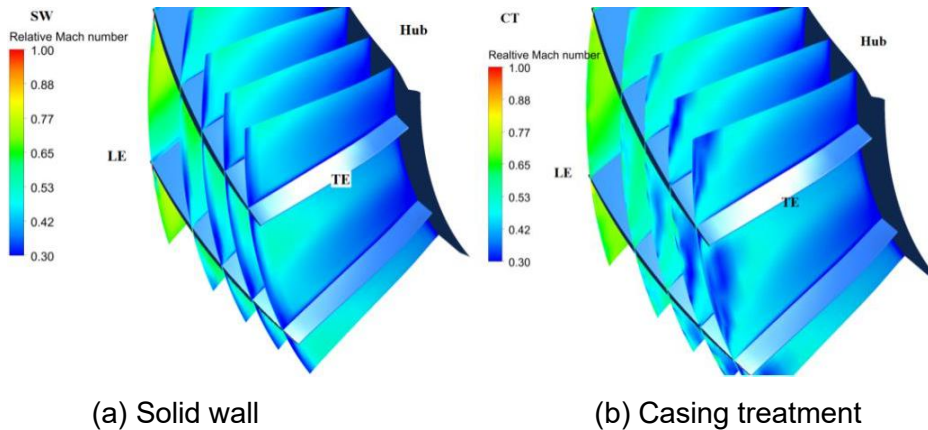 SW
Relative Mach number
1.00
0.88
0.77
0.65
0.53
0.42
0.30
Hub
LE
TE
(a) Solid wall
CT
Realtive Mach number
1.00
0.88
0.77
0.65
0.53
0.42
0.30
Hub
LE
TE
(b) Casing treatment